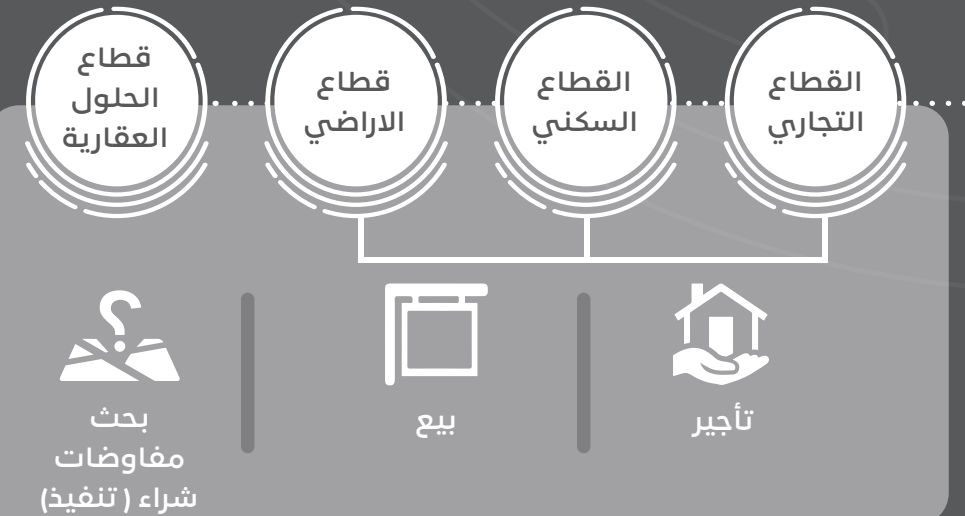 القطاع
التجاري
القطاع
السكني
قطاع
الاراضي
قطاع
الحلول
العقارية
تأجير
بيع
بحث
مفاوضات
شراء ( تنفيذ)